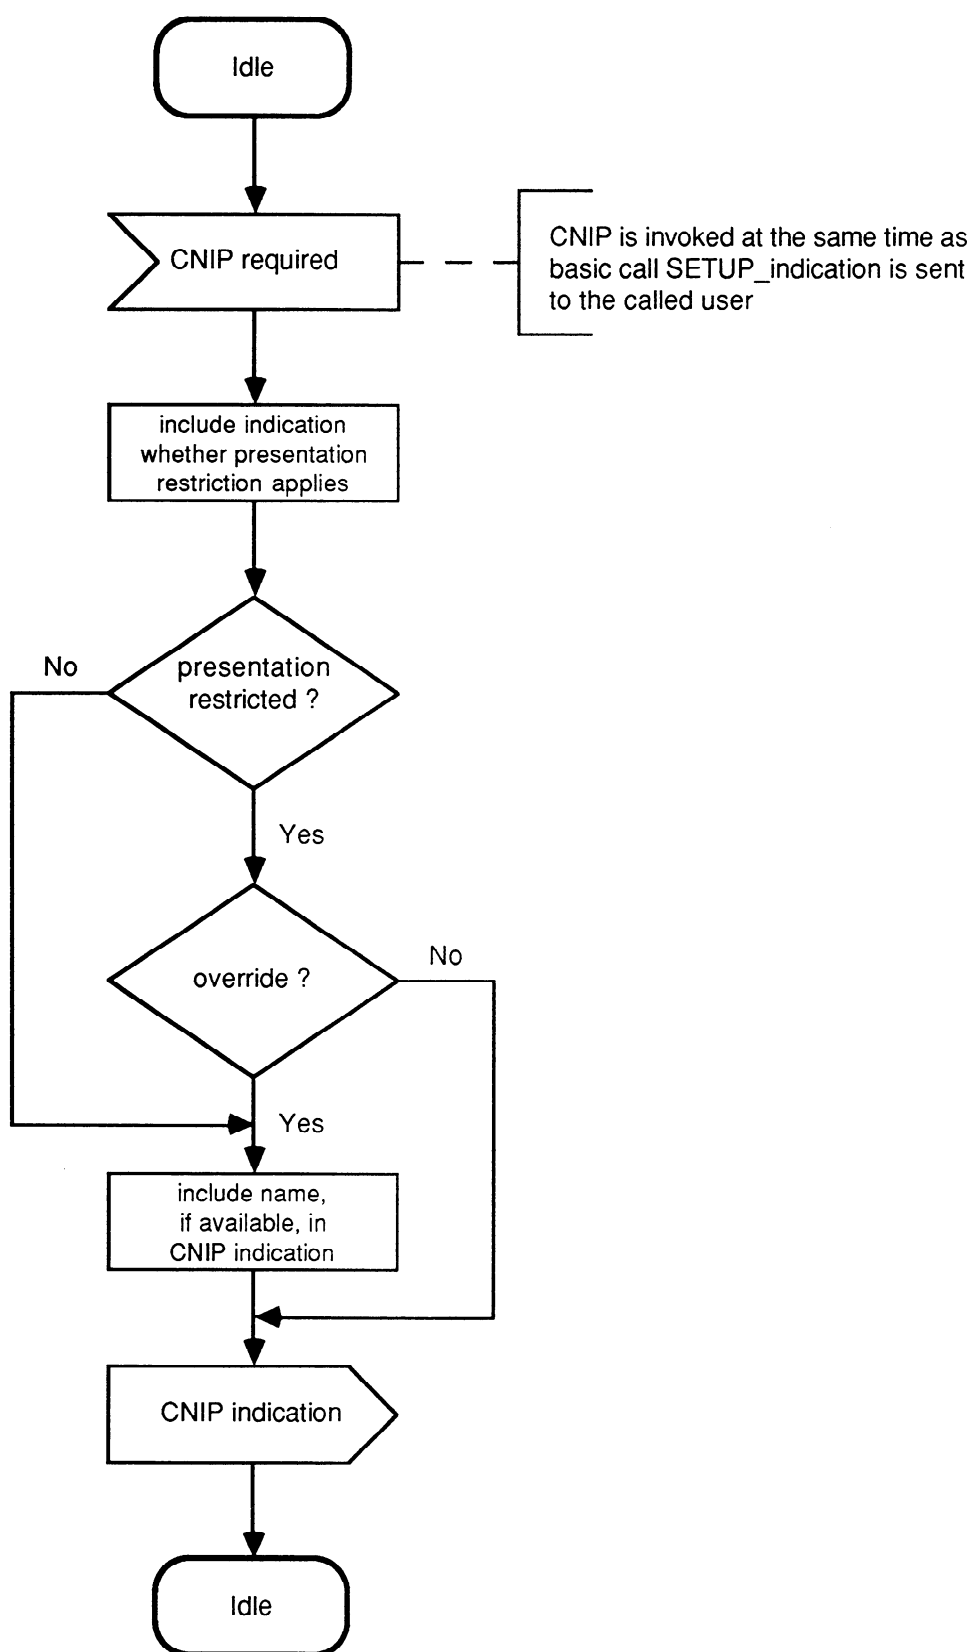 Idle
CNIP required
CNIP is invoked at the same time as
basic call SETUP_indication is sent
to the called user
include indication
whether presentation
restriction applies
No
presentation
restricted ?
Yes
override ?
No
Yes
include name,
if available, in
CNIP indication
CNIP indication
Idle